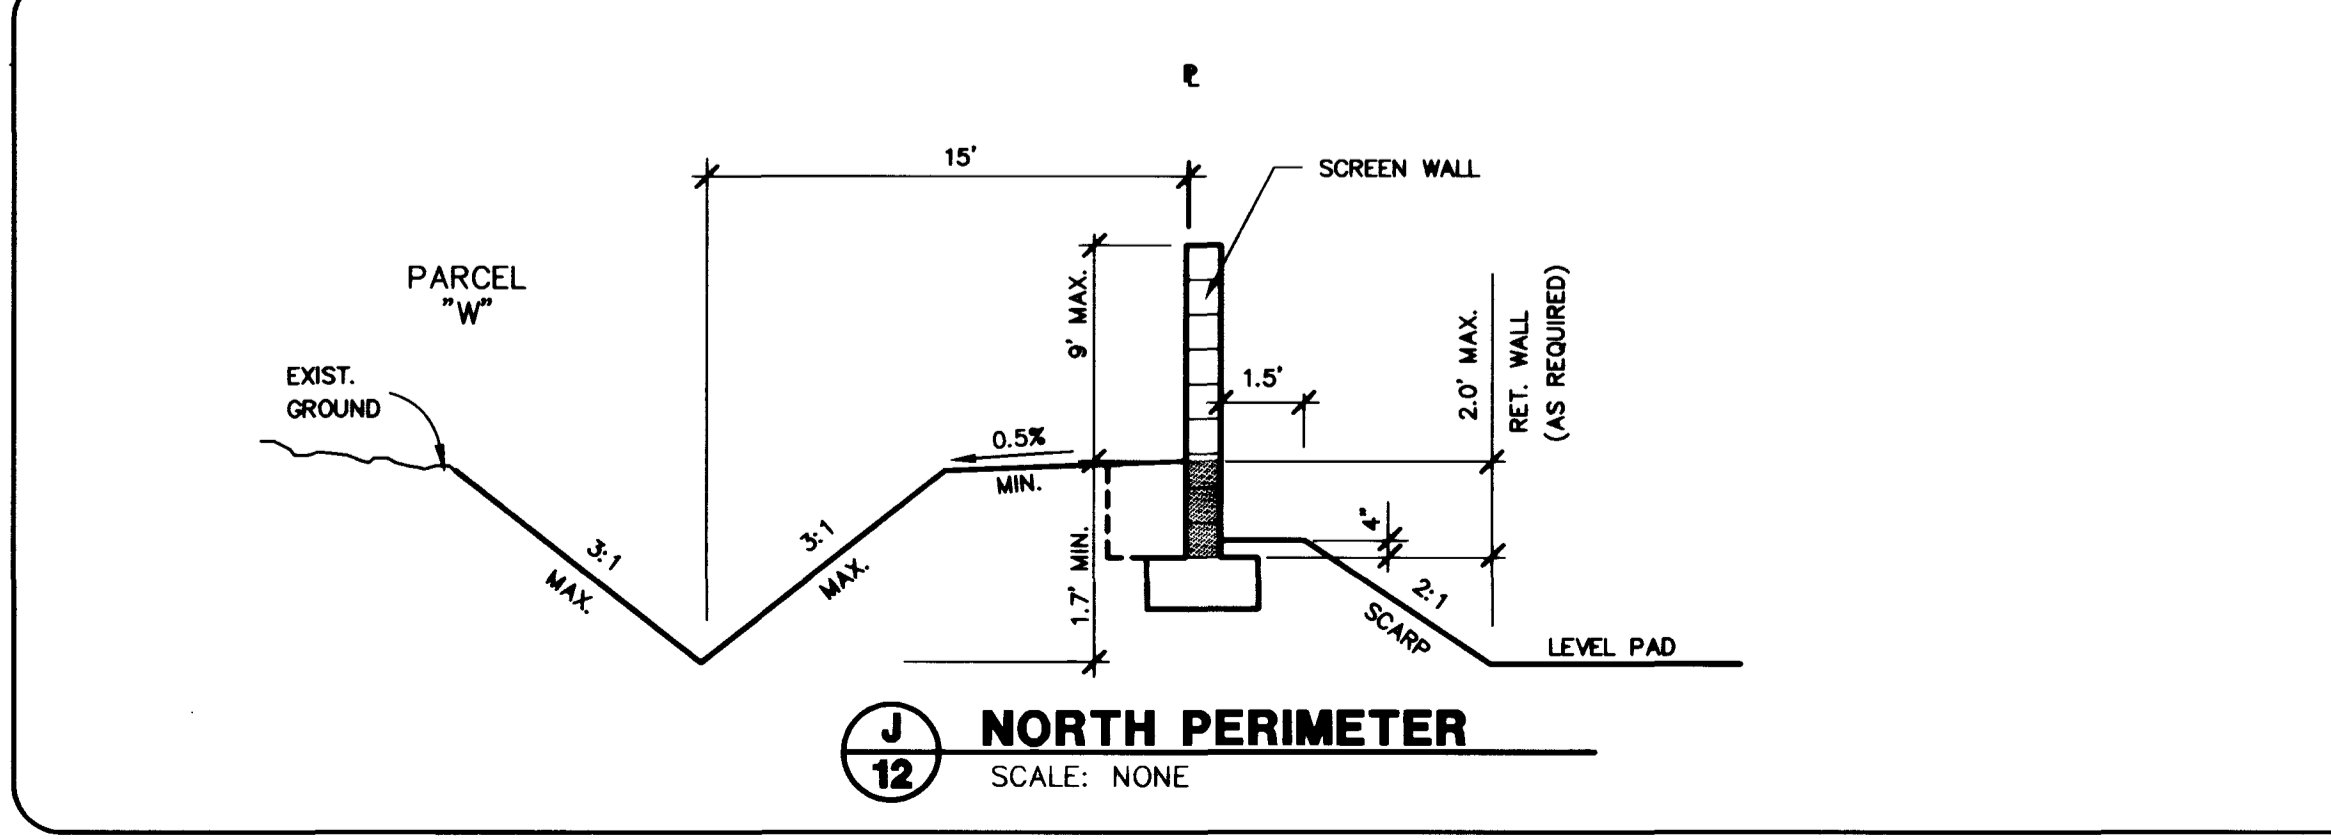 ℄
15'
SCREEN WALL
PARCEL
"W"
9' MAX.
2.0' MAX.
RET. WALL
(AS REQUIRED)
1.5'
EXIST.
GROUND
0.5%
MIN.
4"
3:1
MAX.
3:1
MAX.
1.7' MIN.
2:1
SCARP
LEVEL PAD
J
12
NORTH PERIMETER
SCALE: NONE